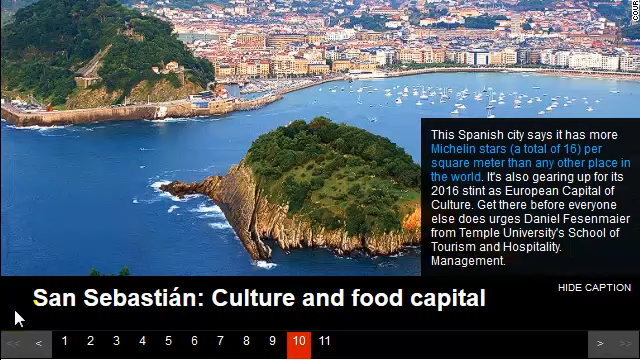 COUR
This Spanish city says it has more
Michelin stars (a total of 16) per
square meter than any other place in
the world. It's also gearing up for its
2016 stint as European Capital of
Culture. Get there before everyone
else does urges Daniel Fesenmaier
from Temple University's School of
Tourism and Hospitality.
Management.
HIDE CAPTION
San Sebastián: Culture and food capital
<< < 1 2 3 4 5 6 7 8 9 10 11 > >>